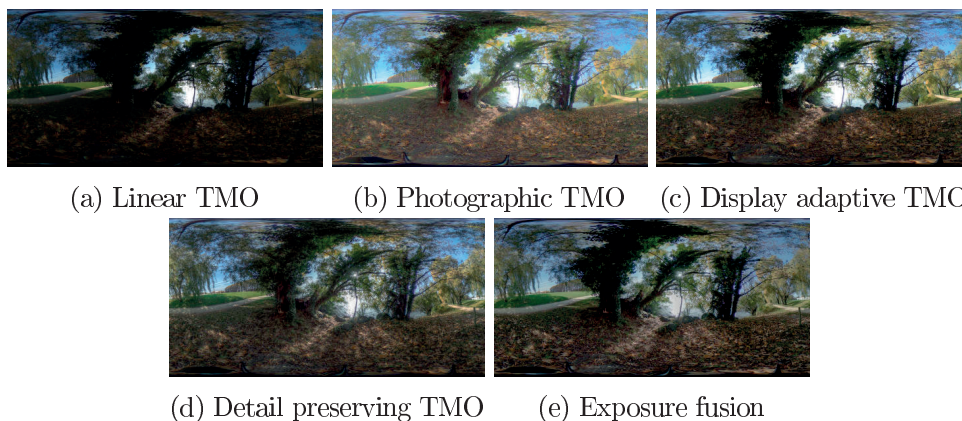 (a) Linear TMO
(b) Photographic TMO
(c) Display adaptive TMO
(d) Detail preserving TMO
(e) Exposure fusion